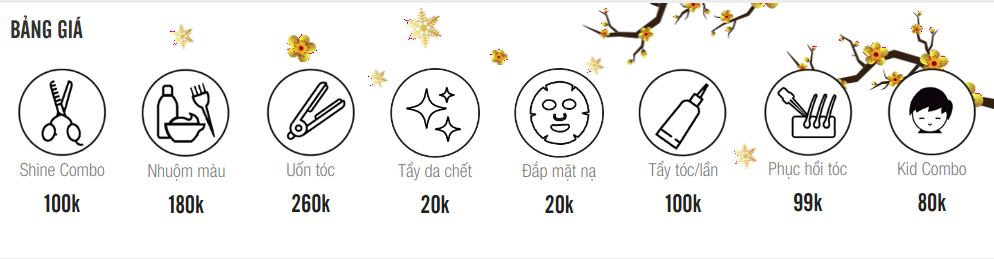 BẢNG GIÁ
Shine Combo
100k
Nhuộm màu
180k
Uốn tóc
260k
Tẩy da chết
20k
Đắp mặt nạ
20k
Tẩy tóc/lần
100k
Phục hồi tóc
99k
Kid Combo
80k